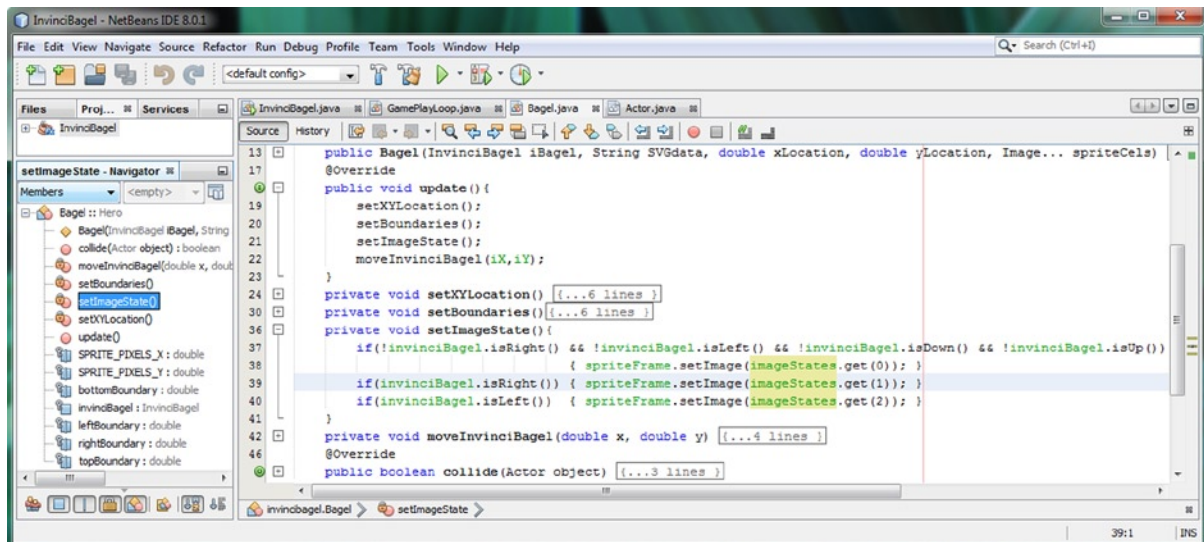 InvinciBagel - NetBeans IDE 8.0.1
File Edit View Navigate Source Refactor Run Debug Profile Team Tools Window Help
Search (Ctrl+I)
<default config>
Files Proj... Services
InvinciBagel.java GamePlayLoop.java Bagel.java Actor.java
InvinciBagel
Source History
setImageState - Navigator
Members <empty>
Bagel :: Hero
Bagel(InvinciBagel iBagel, String
collide(Actor object) : boolean
moveInvinciBagel(double x, doub
setBoundaries()
setImageState()
setXYLocation()
update()
SPRITE_PIXELS_X : double
SPRITE_PIXELS_Y : double
bottomBoundary : double
invinciBagel : InvinciBagel
leftBoundary : double
rightBoundary : double
topBoundary : double
13 public Bagel(InvinciBagel iBagel, String SVGdata, double xLocation, double yLocation, Image... spriteCels)
17 @Override
public void update(){
19 setXYLocation();
20 setBoundaries();
21 setImageState();
22 moveInvinciBagel(iX,iY);
23 }
24 private void setXYLocation() {...6 lines }
30 private void setBoundaries(){...6 lines }
36 private void setImageState(){
37 if(!invinciBagel.isRight() && !invinciBagel.isLeft() && !invinciBagel.isDown() && !invinciBagel.isUp())
38 { spriteFrame.setImage(imageStates.get(0)); }
39 if(invinciBagel.isRight()) { spriteFrame.setImage(imageStates.get(1)); }
40 if(invinciBagel.isLeft()) { spriteFrame.setImage(imageStates.get(2)); }
41 }
42 private void moveInvinciBagel(double x, double y) {...4 lines }
46 @Override
public boolean collide(Actor object) {...3 lines }
invincibagel.Bagel setImageState
39:1 INS